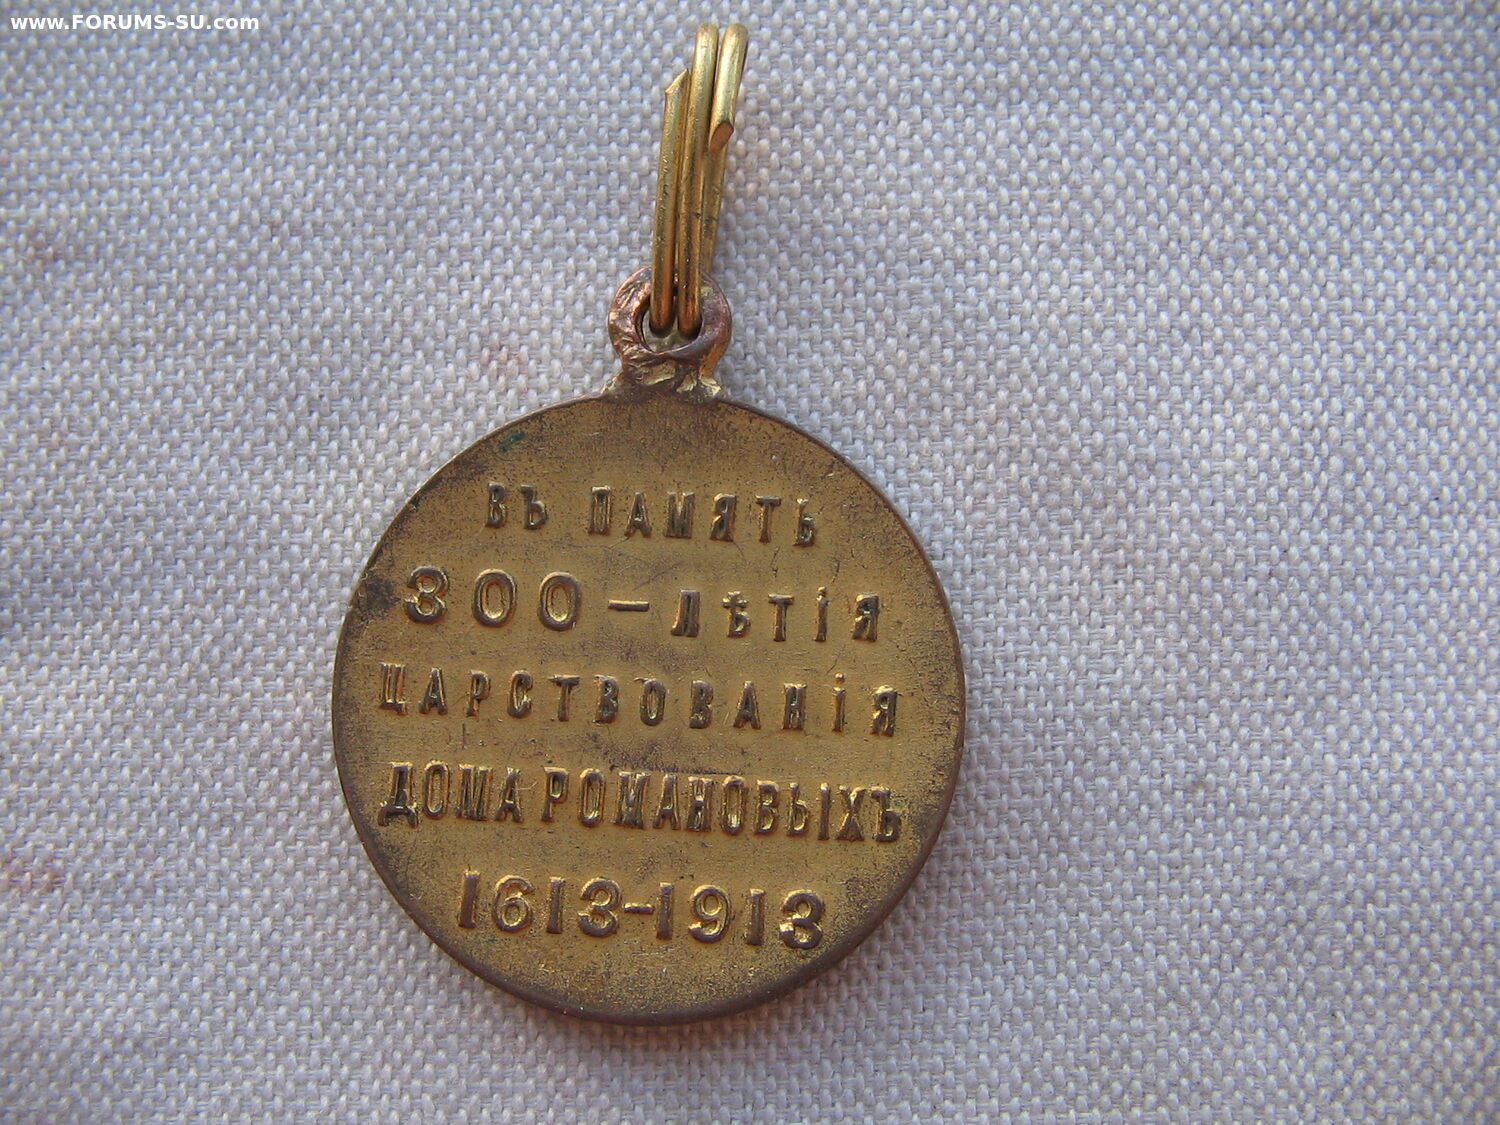 www.FORUMS-SU.com
ВЪ ПАМЯТЬ
300-лѣтія
ЦАРСТВОВАНІЯ
ДОМА РОМАНОВЫХЪ
1613-1913